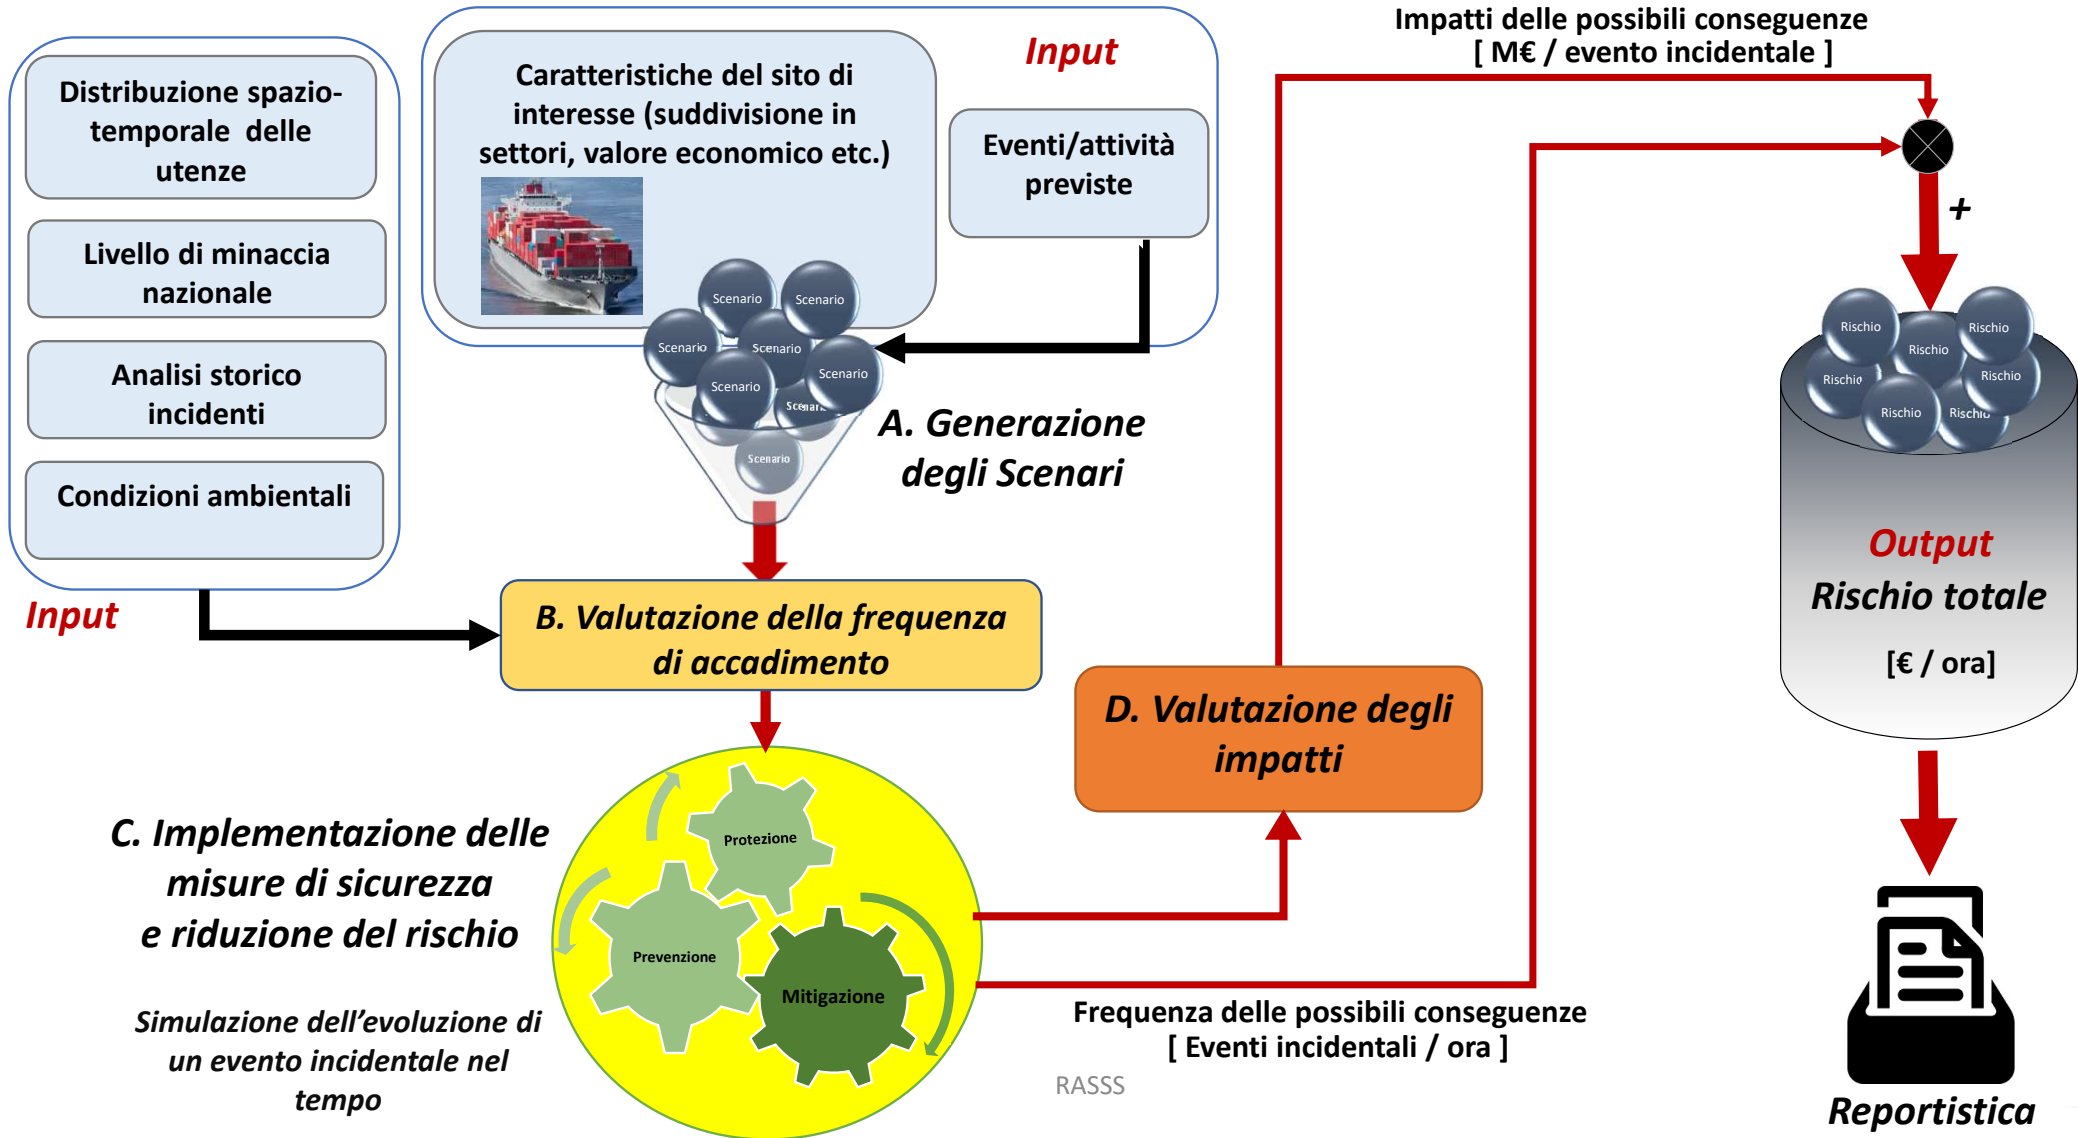 Distribuzione spazio-
temporale delle
utenze
Livello di minaccia
nazionale
Analisi storico
incidenti
Condizioni ambientali
Input
Caratteristiche del sito di
interesse (suddivisione in
settori, valore economico etc.)
Input
Eventi/attività
previste
Scenario
Scenario
Scenario
Scenario
Scenario
Scenario
Scenario
A. Generazione
degli Scenari
B. Valutazione della frequenza
di accadimento
C. Implementazione delle
misure di sicurezza
e riduzione del rischio
Simulazione dell’evoluzione di
un evento incidentale nel
tempo
Protezione
Prevenzione
Mitigazione
D. Valutazione degli
impatti
Impatti delle possibili conseguenze
[ M€ / evento incidentale ]
Frequenza delle possibili conseguenze
[ Eventi incidentali / ora ]
RASSS
+
Rischio
Rischio
Rischio
Rischio
Rischio
Rischio
Rischio
Output
Rischio totale
[€ / ora]
Reportistica